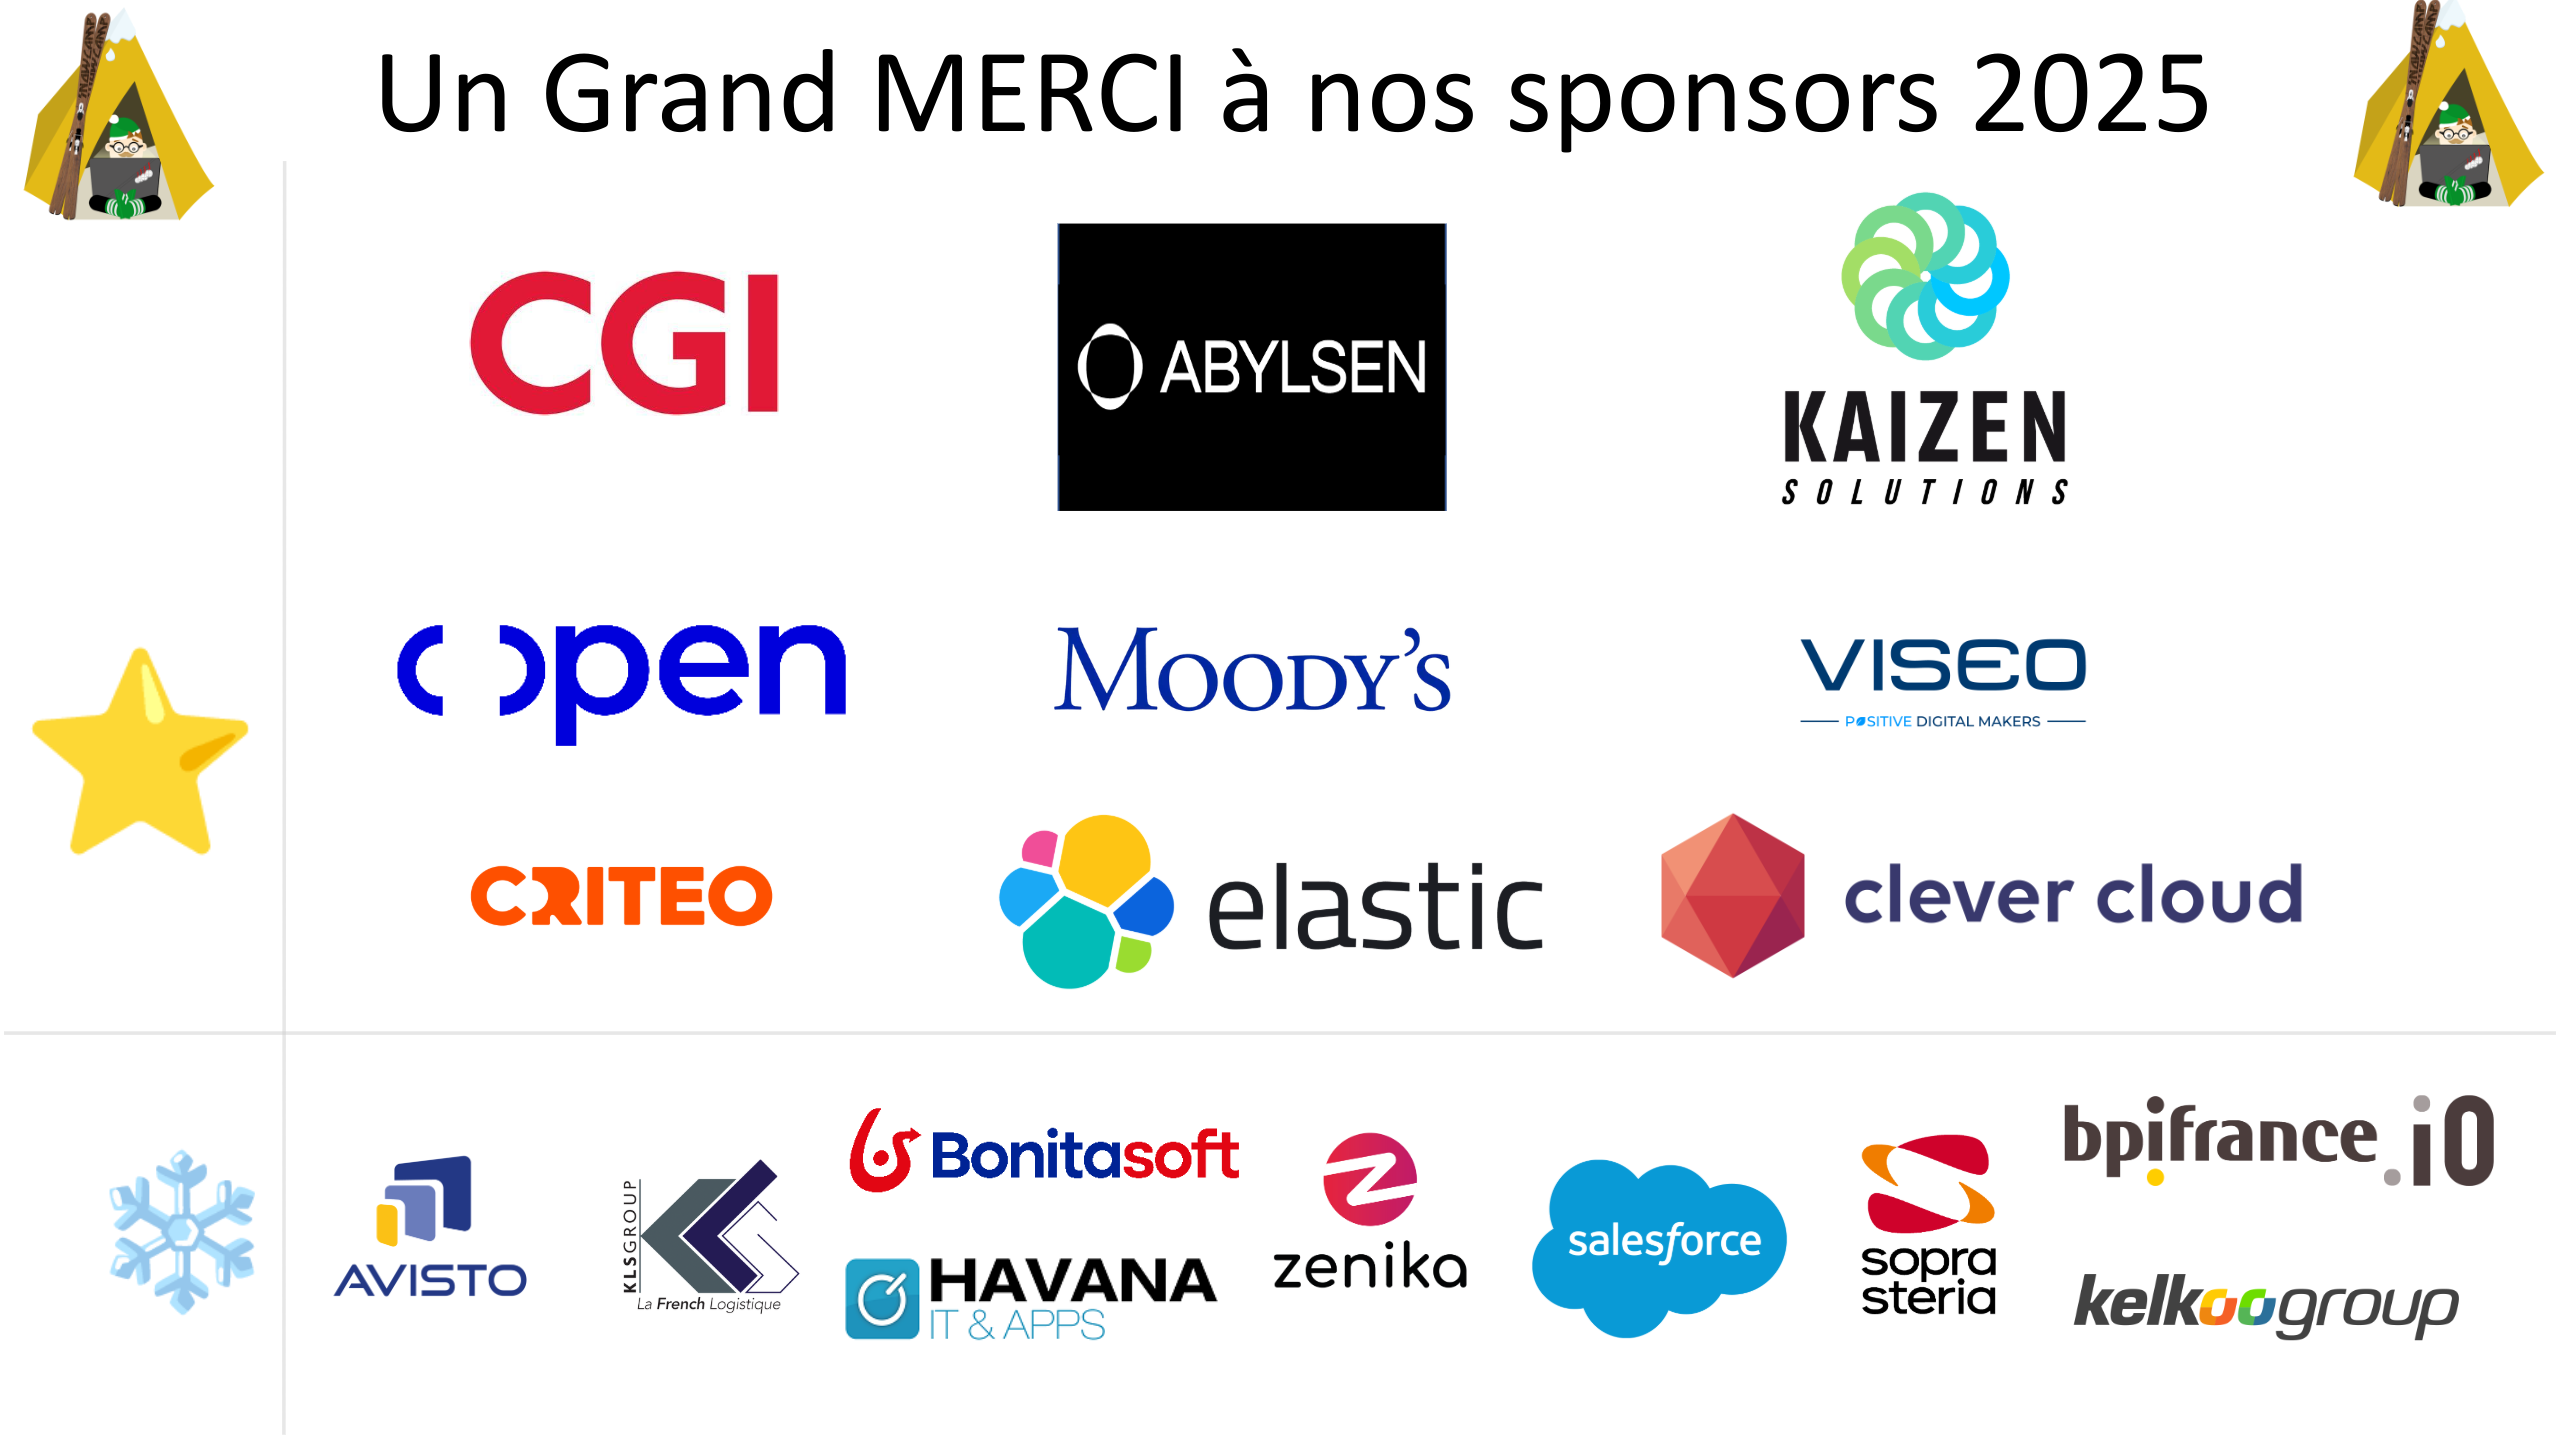 Un Grand MERCI à nos sponsors 2025
CGI
ABYLSEN
KAIZEN
SOLUTIONS
open
MOODY'S
VISEO
POSITIVE DIGITAL MAKERS
CRITEO
elastic
clever cloud
AVISTO
KLSGROUP
La French Logistique
Bonitasoft
HAVANA
IT & APPS
zenika
salesforce
sopra
steria
bpifrance .io
kelkoogroup